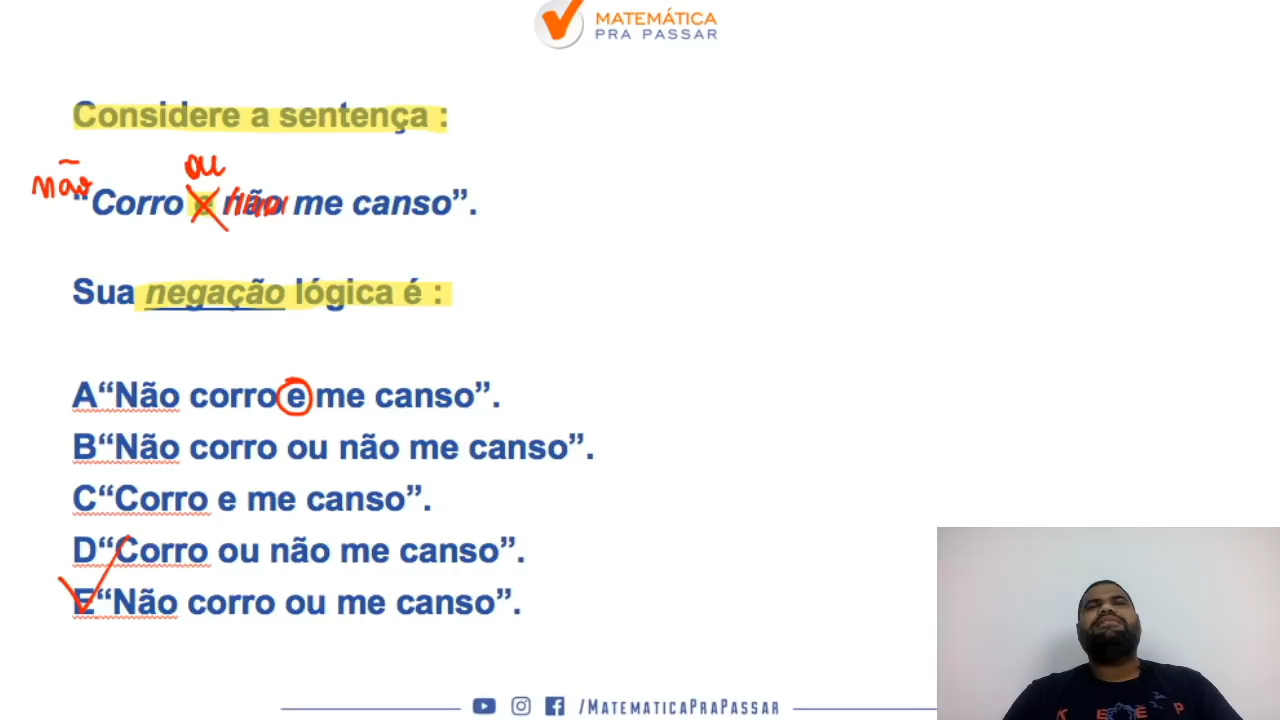 MATEMÁTICA
PRA PASSAR
Considere a sentença :
ou
não
“Corro e não me canso”.
Sua negação lógica é :
A“Não corro e me canso”.
B“Não corro ou não me canso”.
C“Corro e me canso”.
D“Corro ou não me canso”.
E“Não corro ou me canso”.
/MATEMATICAPRAPASSAR
K E E P